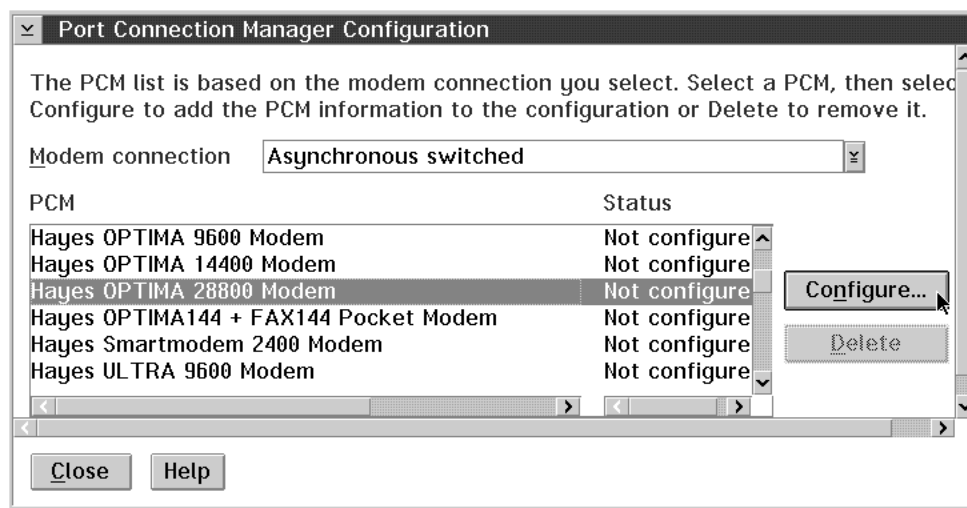 Port Connection Manager Configuration
The PCM list is based on the modem connection you select. Select a PCM, then selec
Configure to add the PCM information to the configuration or Delete to remove it.
Modem connection Asynchronous switched
PCM Status
Hayes OPTIMA 9600 Modem Not configure
Hayes OPTIMA 14400 Modem Not configure
Hayes OPTIMA 28800 Modem Not configure
Configure...
Hayes OPTIMA144 + FAX144 Pocket Modem Not configure
Hayes Smartmodem 2400 Modem Not configure
Delete
Hayes ULTRA 9600 Modem Not configure
Close Help